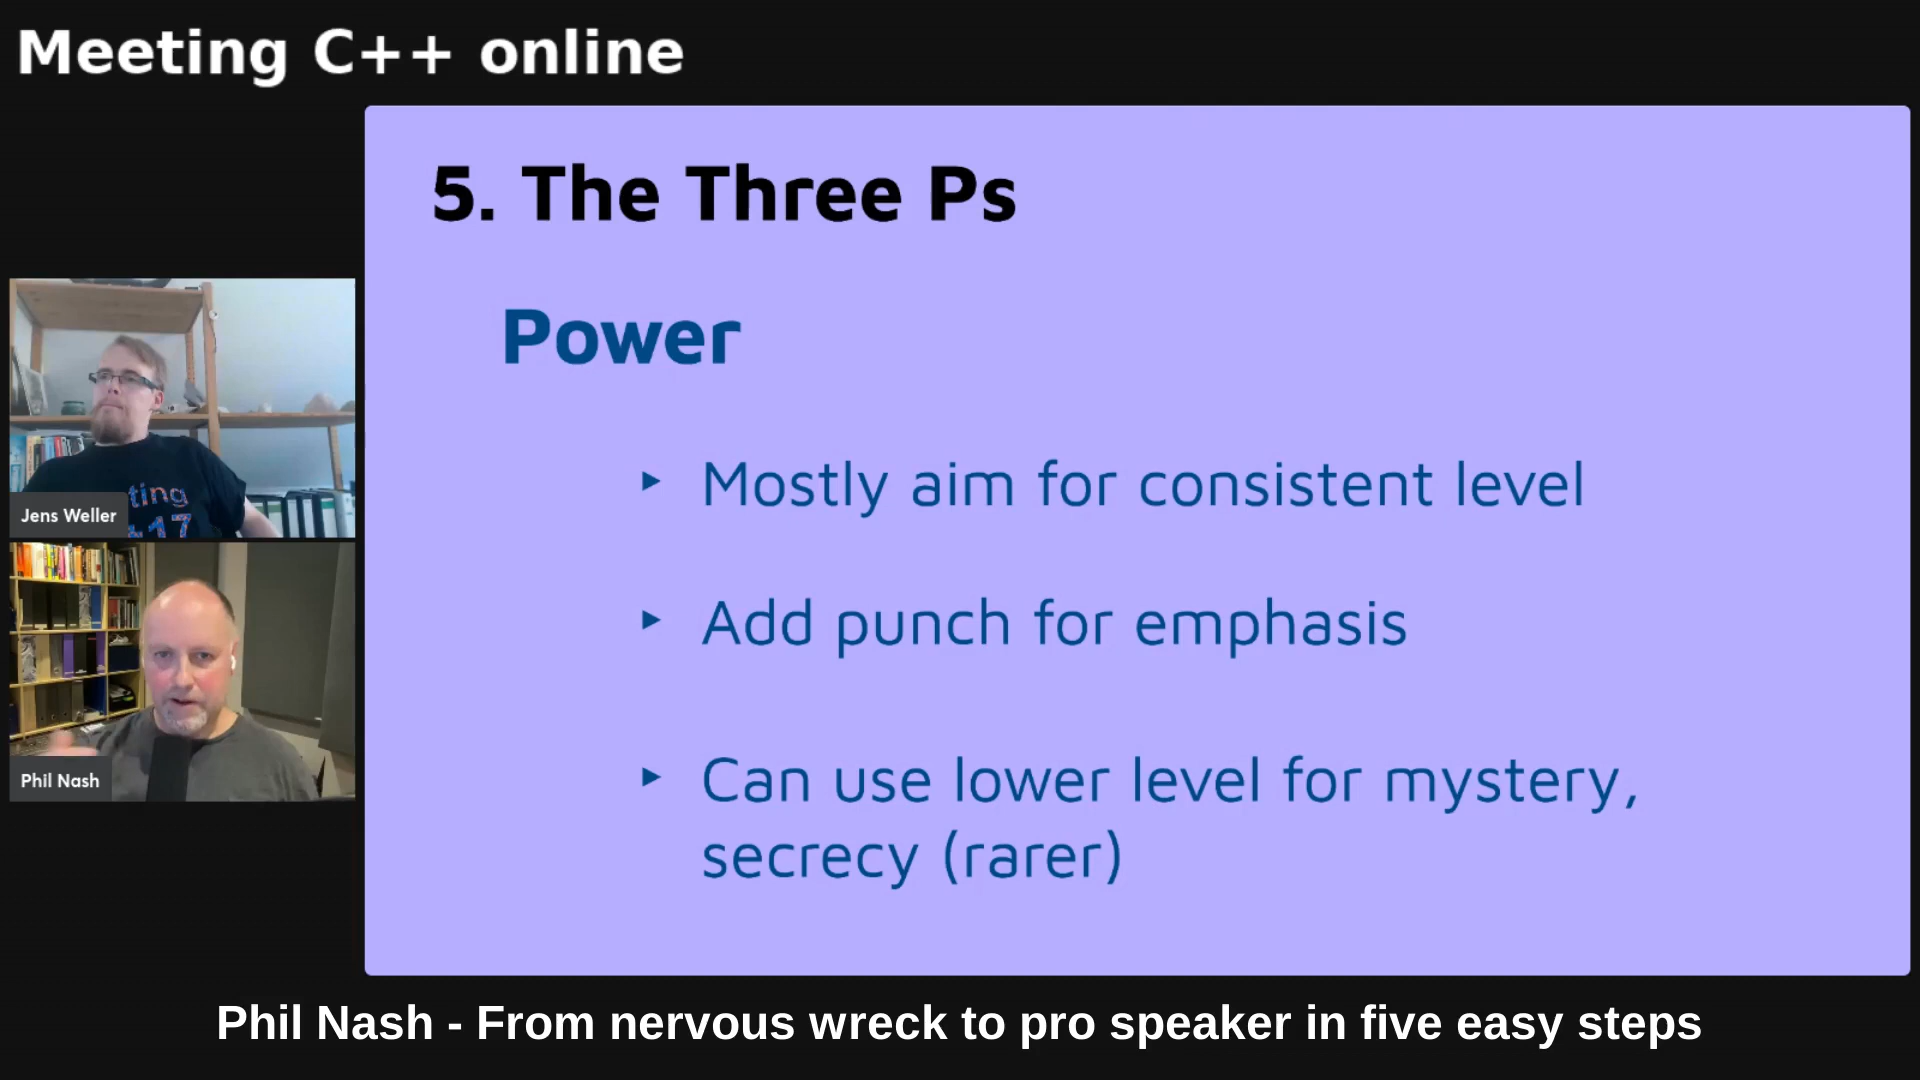 Meeting C++ online
5. The Three Ps
Power
‣ Mostly aim for consistent level
‣ Add punch for emphasis
‣ Can use lower level for mystery,
secrecy (rarer)
ting
17
Jens Weller
Phil Nash
Phil Nash - From nervous wreck to pro speaker in five easy steps